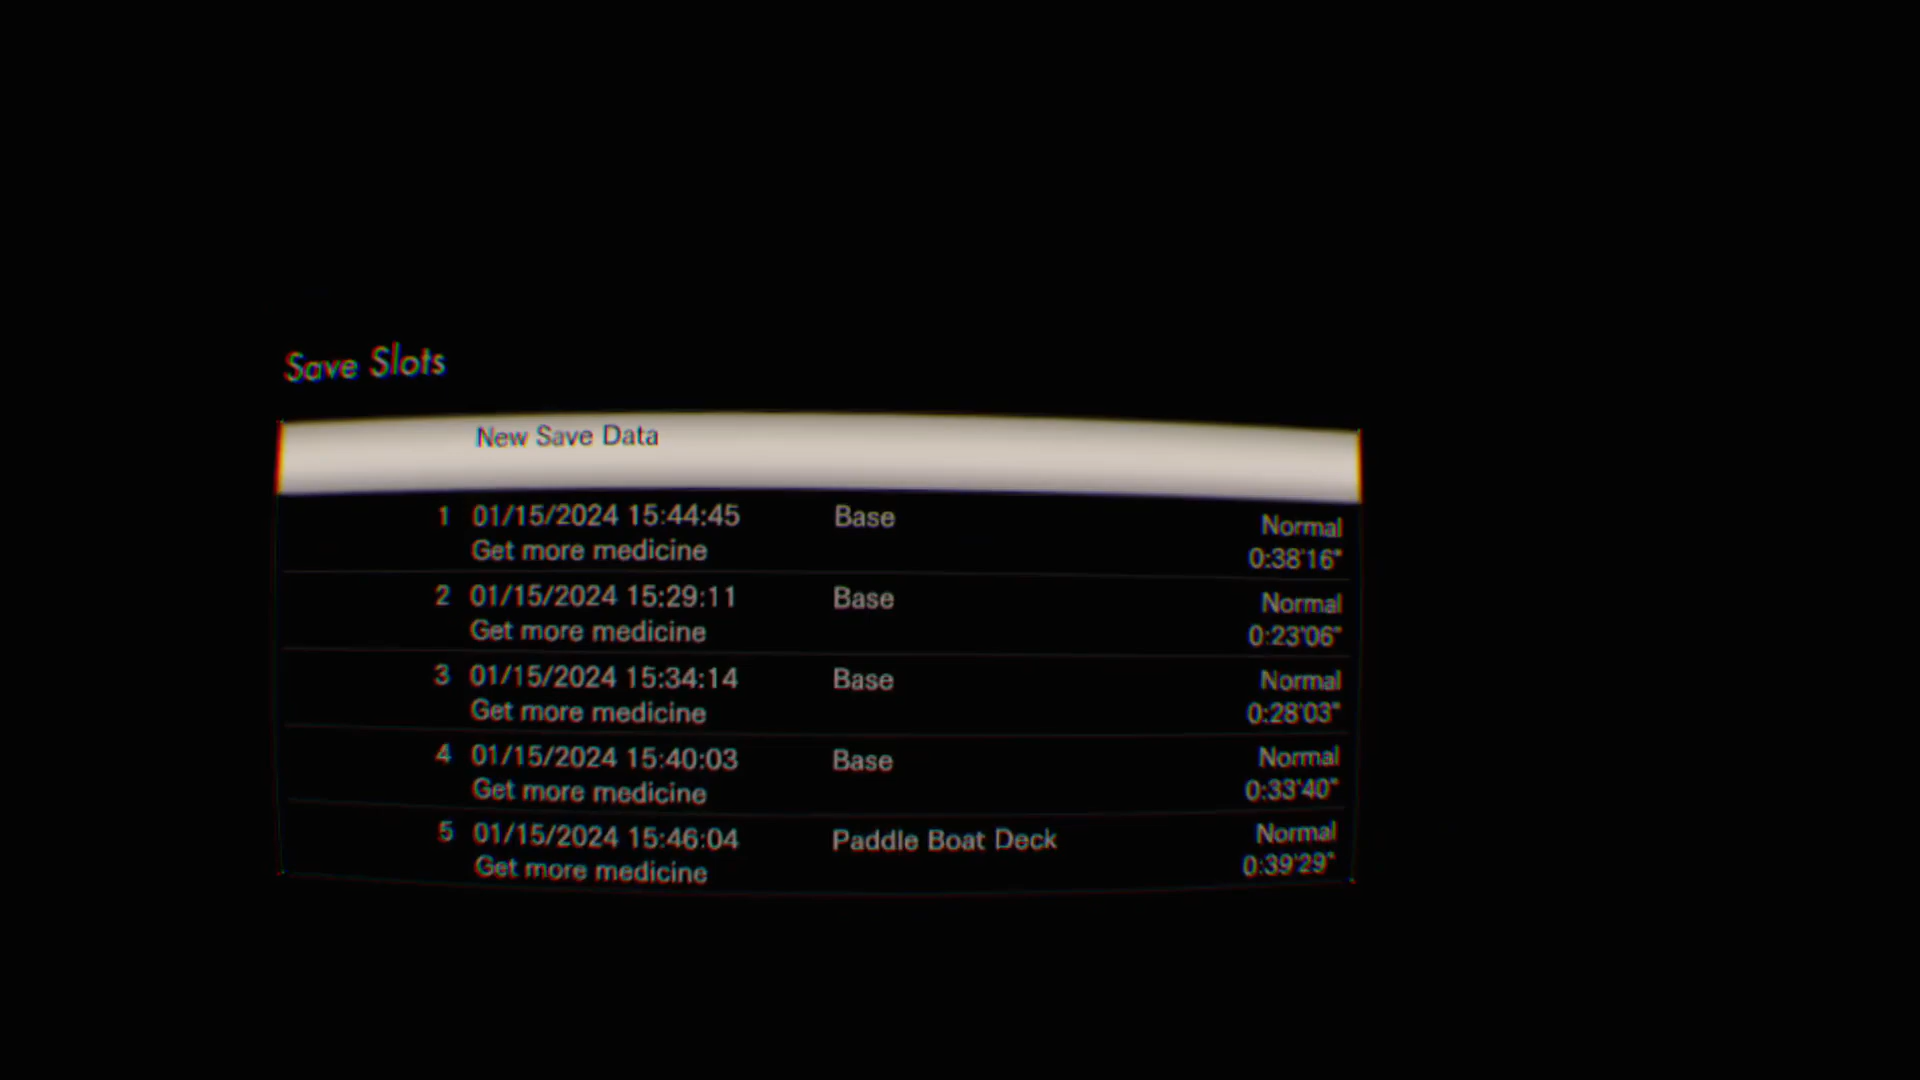 Save Slots
New Save Data
1 01/15/2024 15:44:45 Base Normal
Get more medicine 0:38'16"
2 01/15/2024 15:29:11 Base Normal
Get more medicine 0:23'06"
3 01/15/2024 15:34:14 Base Normal
Get more medicine 0:28'03"
4 01/15/2024 15:40:03 Base Normal
Get more medicine 0:33'40"
5 01/15/2024 15:46:04 Paddle Boat Deck Normal
Get more medicine 0:39'29"